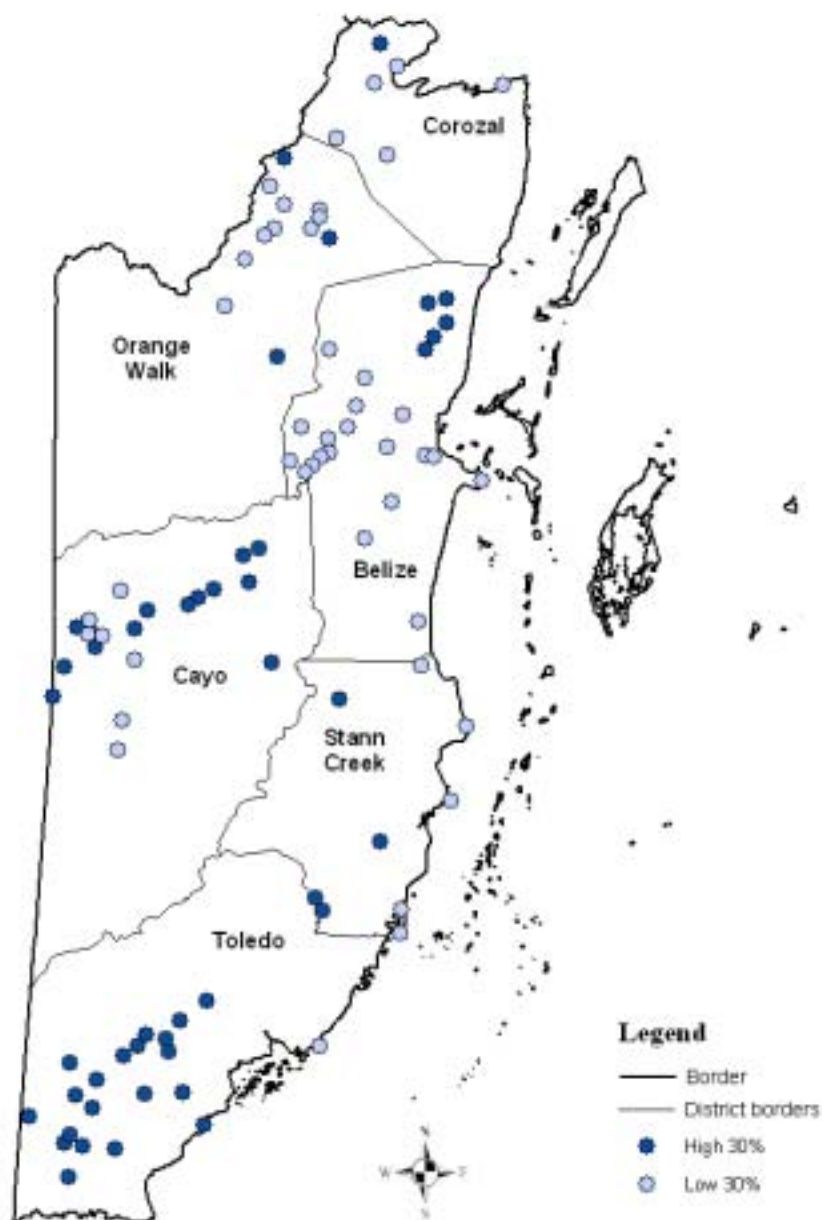 Corozal
Orange
Walk
Belize
Cayo
Stann
Creek
Toledo
Legend
Border
District borders
High 30%
Low 30%
N
W E
S